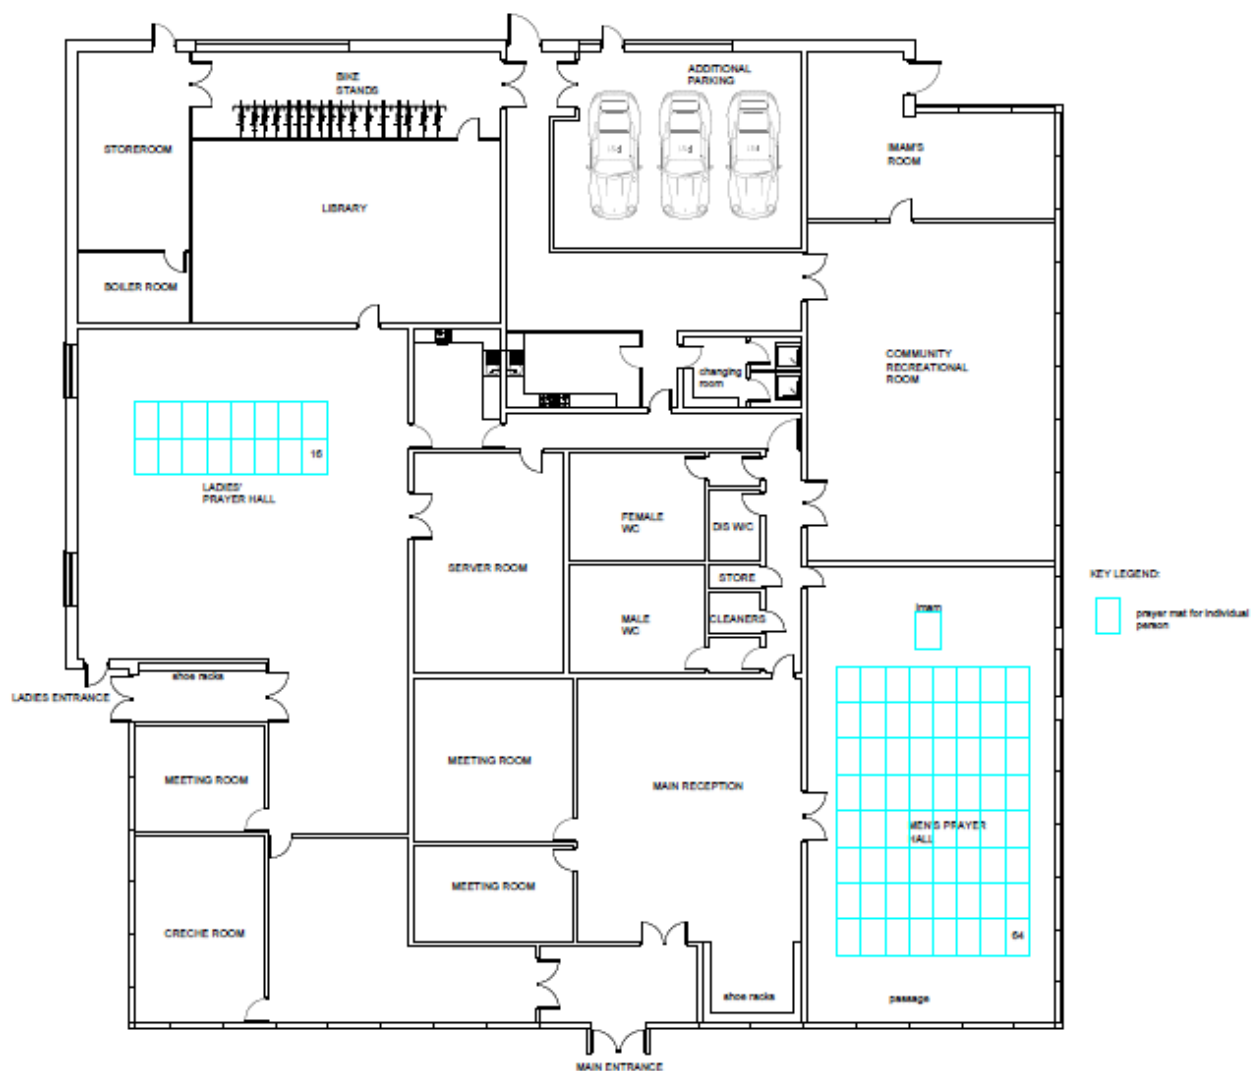 ADDITIONAL
PARKING
BIKE
STANDS
STOREROOM
IMAM'S
ROOM
LIBRARY
BOILER ROOM
COMMUNITY
RECREATIONAL
ROOM
changing
room
16
LADIES'
PRAYER HALL
FEMALE
WC
DIS W/C
SERVER ROOM
STORE
KEY LEGEND:
prayer mat for individual
person
imam
MALE
WC
CLEANERS
shoe racks
LADIES ENTRANCE
MEETING ROOM
MEETING ROOM
MAIN RECEPTION
MEN'S PRAYER
HALL
MEETING ROOM
CRECHE ROOM
64
shoe racks
passage
MAIN ENTRANCE